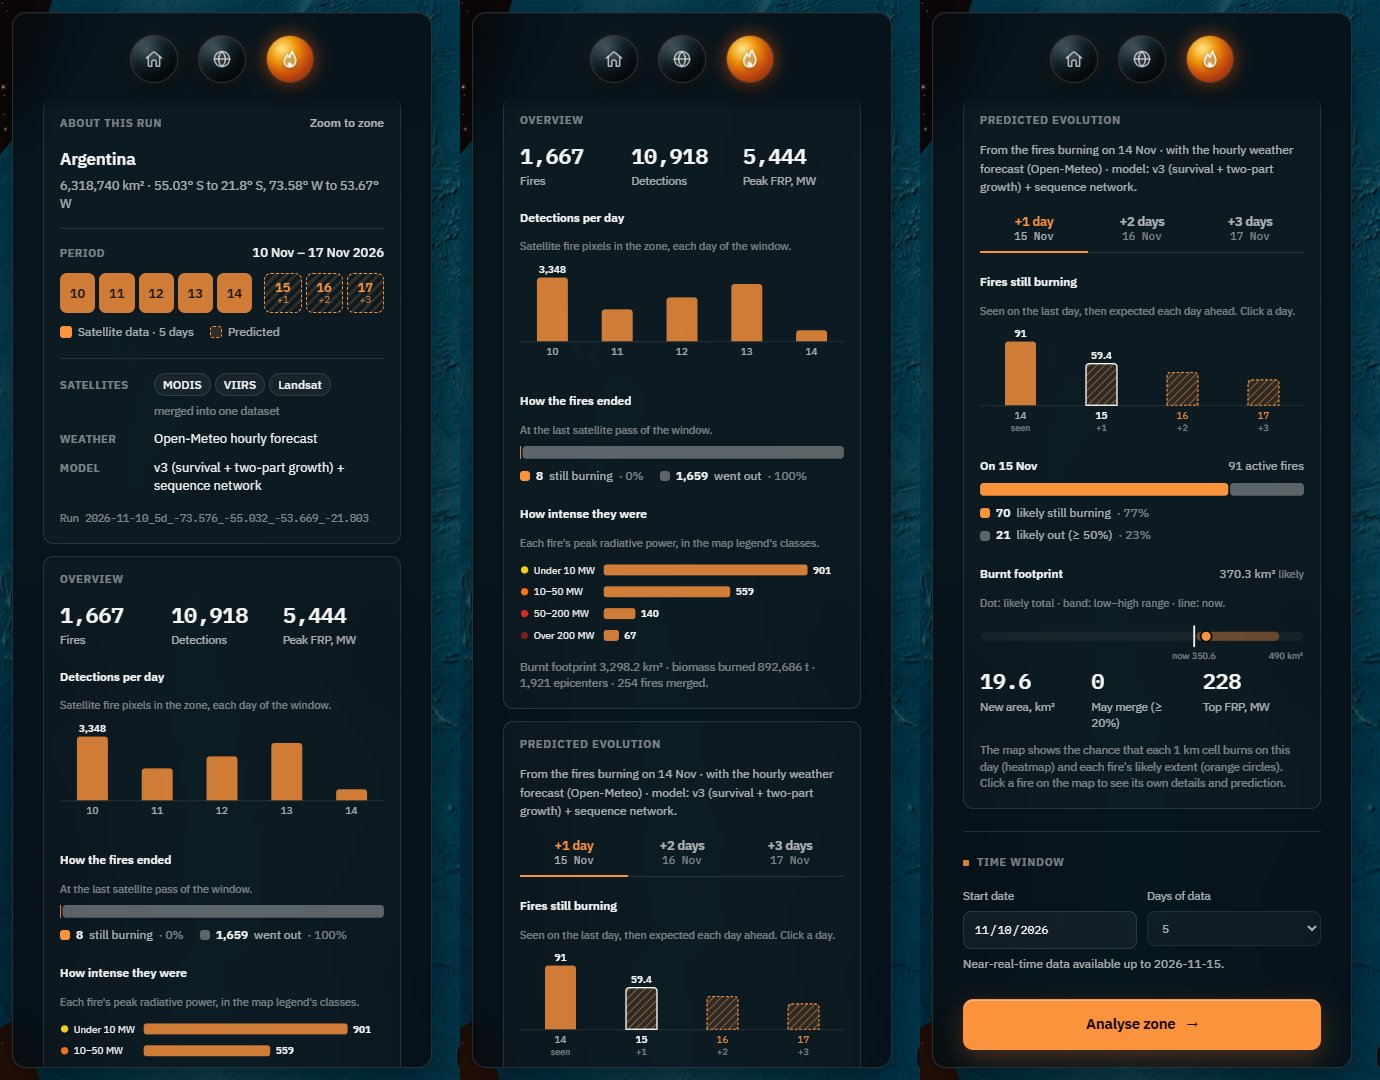 ABOUT THIS RUN
Zoom to zone
Argentina
6,318,740 km² · 55.03° S to 21.8° S, 73.58° W to 53.67°
W
PERIOD
10 Nov – 17 Nov 2026
10 11 12 13 14 15 16 17
+1 +2 +3
Satellite data · 5 days Predicted
SATELLITES MODIS VIIRS Landsat
merged into one dataset
WEATHER Open-Meteo hourly forecast
MODEL v3 (survival + two-part growth) +
sequence network
Run 2026-11-10_5d_-73.576_-55.032_-53.669_-21.803
OVERVIEW
1,667 10,918 5,444
Fires Detections Peak FRP, MW
Detections per day
Satellite fire pixels in the zone, each day of the window.
3,348
10 11 12 13 14
How the fires ended
At the last satellite pass of the window.
8 still burning · 0% 1,659 went out · 100%
How intense they were
Each fire's peak radiative power, in the map legend's classes.
Under 10 MW 901
10–50 MW 559
OVERVIEW
1,667 10,918 5,444
Fires Detections Peak FRP, MW
Detections per day
Satellite fire pixels in the zone, each day of the window.
3,348
10 11 12 13 14
How the fires ended
At the last satellite pass of the window.
8 still burning · 0% 1,659 went out · 100%
How intense they were
Each fire's peak radiative power, in the map legend's classes.
Under 10 MW 901
10–50 MW 559
50–200 MW 140
Over 200 MW 67
Burnt footprint 3,298.2 km² · biomass burned 892,686 t ·
1,921 epicenters · 254 fires merged.
PREDICTED EVOLUTION
From the fires burning on 14 Nov · with the hourly weather
forecast (Open-Meteo) · model: v3 (survival + two-part
growth) + sequence network.
+1 day +2 days +3 days
15 Nov 16 Nov 17 Nov
Fires still burning
Seen on the last day, then expected each day ahead. Click a day.
91
59.4
14 15 16 17
seen +1 +2 +3
PREDICTED EVOLUTION
From the fires burning on 14 Nov · with the hourly weather
forecast (Open-Meteo) · model: v3 (survival + two-part
growth) + sequence network.
+1 day +2 days +3 days
15 Nov 16 Nov 17 Nov
Fires still burning
Seen on the last day, then expected each day ahead. Click a day.
91
59.4
14 15 16 17
seen +1 +2 +3
On 15 Nov 91 active fires
70 likely still burning · 77%
21 likely out (≥ 50%) · 23%
Burnt footprint 370.3 km² likely
Dot: likely total · band: low–high range · line: now.
now 350.6 490 km²
19.6 0 228
New area, km² May merge (≥ Top FRP, MW
20%)
The map shows the chance that each 1 km cell burns on this
day (heatmap) and each fire's likely extent (orange circles).
Click a fire on the map to see its own details and prediction.
TIME WINDOW
Start date Days of data
11/10/2026 5
Near-real-time data available up to 2026-11-15.
Analyse zone →